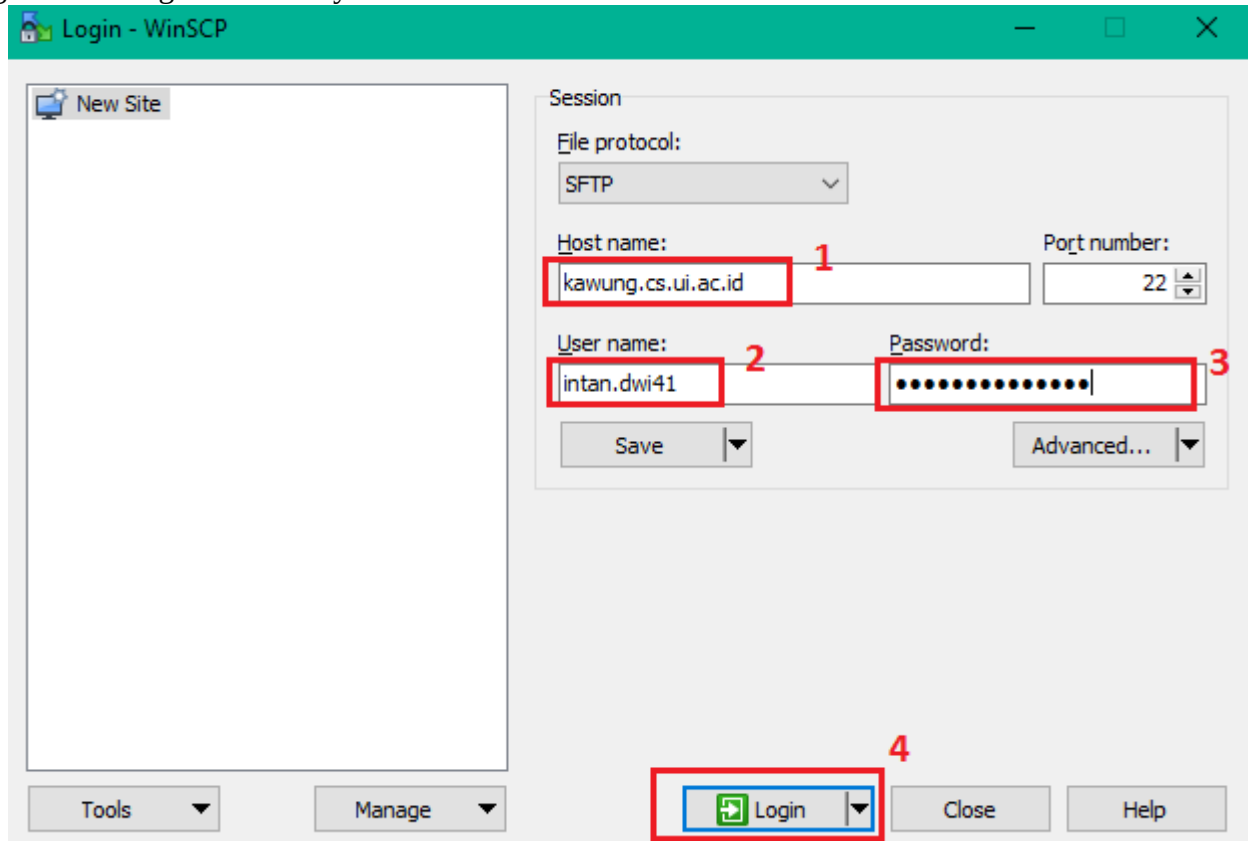 Login - WinSCP
New Site
Session
File protocol:
SFTP
Host name:
1
Port number:
kawung.cs.ui.ac.id
22
User name:
2
Password:
3
intan.dwi41
••••••••••••••
Save
Advanced...
4
Tools
Manage
Login
Close
Help